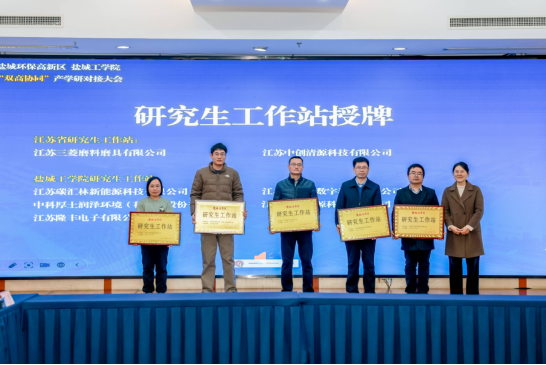 盐城环保高新区 盐城工学院
"双高协同"产学研对接大会
研究生工作站授牌
江苏省研究生工作站:
江苏三菱磨料磨具有限公司 江苏中创清源科技有限公司
盐城工学院研究生工作站
江苏碳汇林新能源科技 公司 数字
中科厚土润泽环境( 股份
江苏隆丰电子有限
研究生工作站
研究生工作站
研究生工作站
研究生工作站
研究生工作站